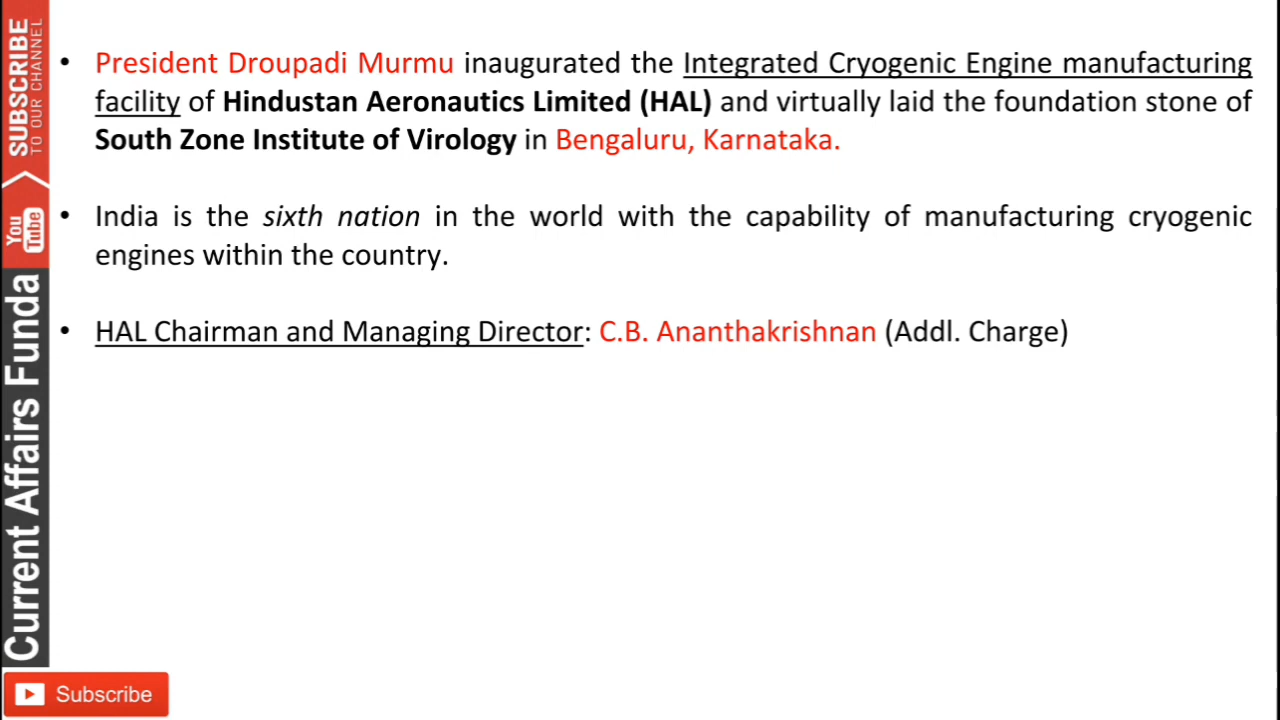 SUBSCRIBE
TO OUR CHANNEL
You
Tube
Current Affairs Funda
• President Droupadi Murmu inaugurated the Integrated Cryogenic Engine manufacturing
facility of Hindustan Aeronautics Limited (HAL) and virtually laid the foundation stone of
South Zone Institute of Virology in Bengaluru, Karnataka.
• India is the sixth nation in the world with the capability of manufacturing cryogenic
engines within the country.
• HAL Chairman and Managing Director: C.B. Ananthakrishnan (Addl. Charge)
Subscribe